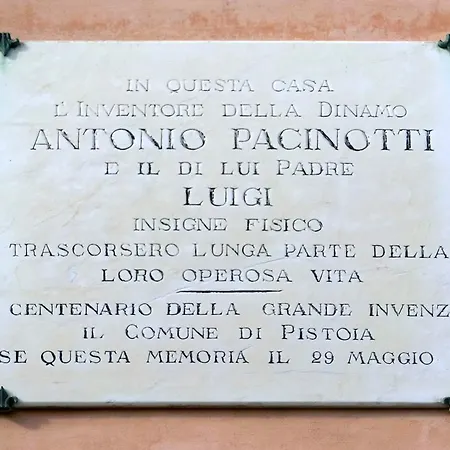 IN QUESTA CASA
L'INVENTORE DELLA DINAMO
ANTONIO PACINOTTI
E IL DI LUI PADRE
LUIGI
INSIGNE FISICO
TRASCORSERO LUNGA PARTE DELLA
LORO OPEROSA VITA
CENTENARIO DELLA GRANDE INVENZ
IL COMUNE DI PISTOIA
SE QUESTA MEMORIA IL 29 MAGGIO